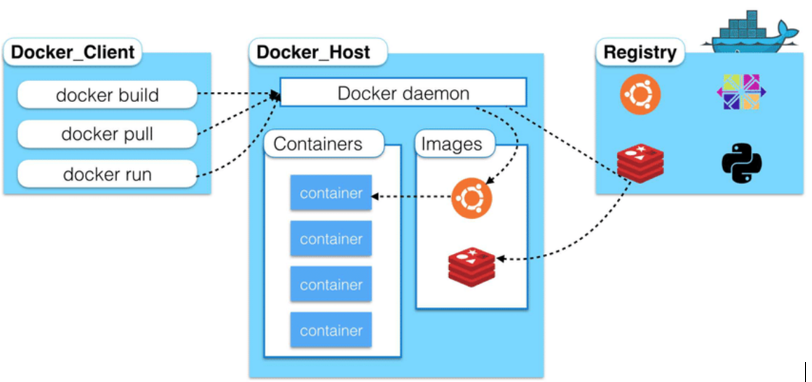 Docker_Client
docker build
docker pull
docker run
Docker_Host
Docker daemon
Containers
container
container
container
container
Images
Registry